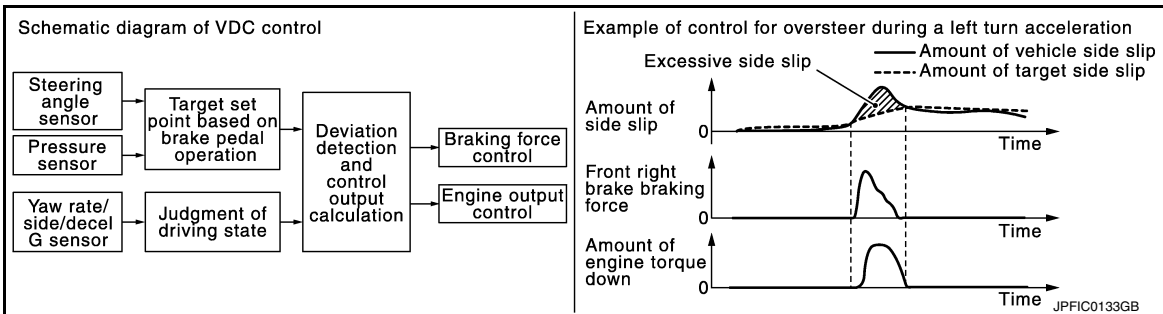 Schematic diagram of VDC control
Steering
angle
sensor
Pressure
sensor
Yaw rate/
side/decel
G sensor
Target set
point based on
brake pedal
operation
Judgment of
driving state
Deviation
detection
and
control
output
calculation
Braking force
control
Engine output
control
Example of control for oversteer during a left turn acceleration
Excessive side slip
Amount of vehicle side slip
Amount of target side slip
Amount of
side slip
0
Time
Front right
brake braking
force
0
Time
Amount of
engine torque
down
0
Time
JPFIC0133GB